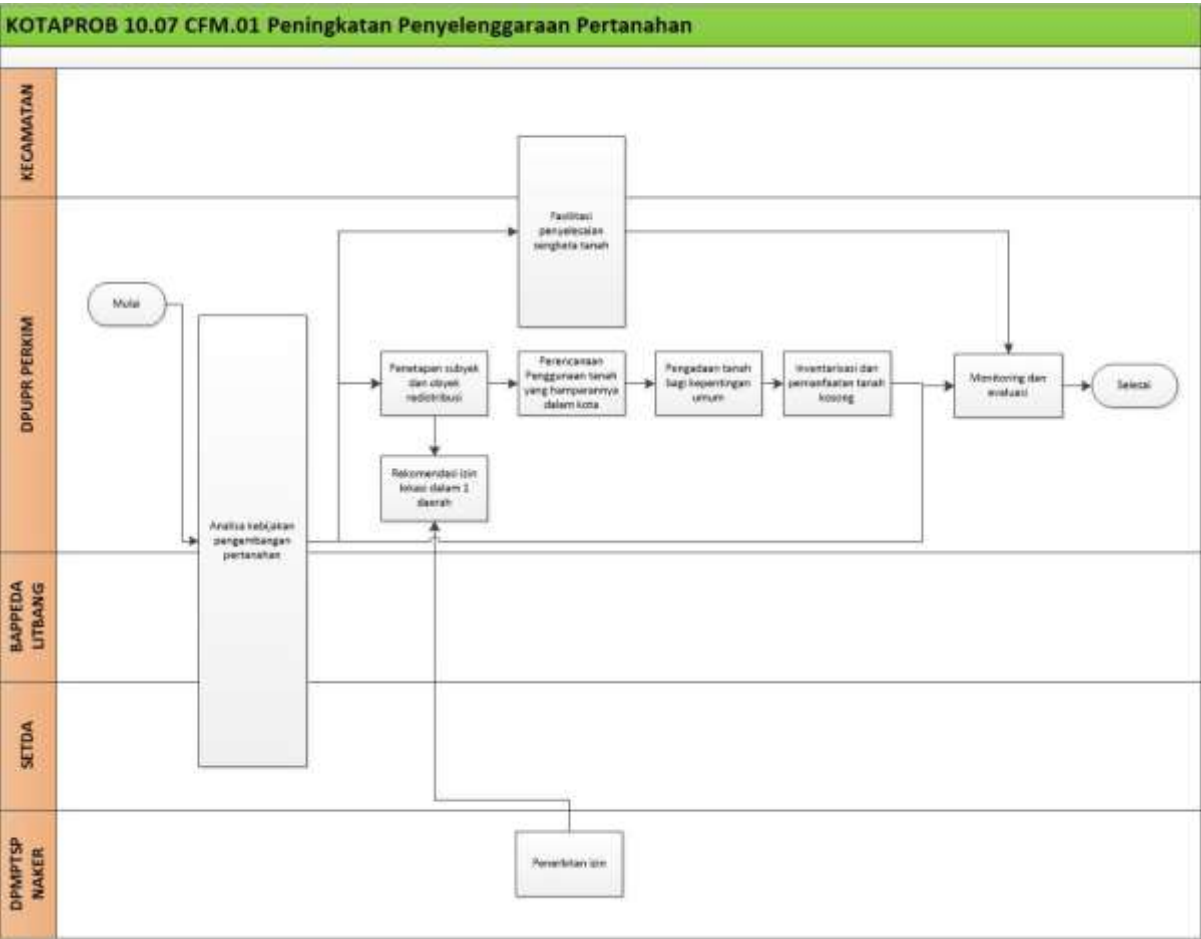 KOTAPROB 10.07 CFM.01 Peningkatan Penyelenggaraan Pertanahan
KECAMATAN
Fasilitasi
penyelesaian
sengketa tanah
DPUPR PERKIM
Mulai
Analisa kebijakan
pengembangan
pertanahan
Penetapan subyek
dan obyek
redistribusi
Perencanaan
Penggunaan tanah
yang hamparannya
dalam kota
Pengadaan tanah
bagi kepentingan
umum
Inventarisasi dan
pemanfaatan tanah
kosong
Monitoring dan
evaluasi
Selesai
Rekomendasi izin
lokasi dalam 1
daerah
BAPPEDA
LITBANG
SETDA
DPMPTSP
NAKER
Penerbitan izin